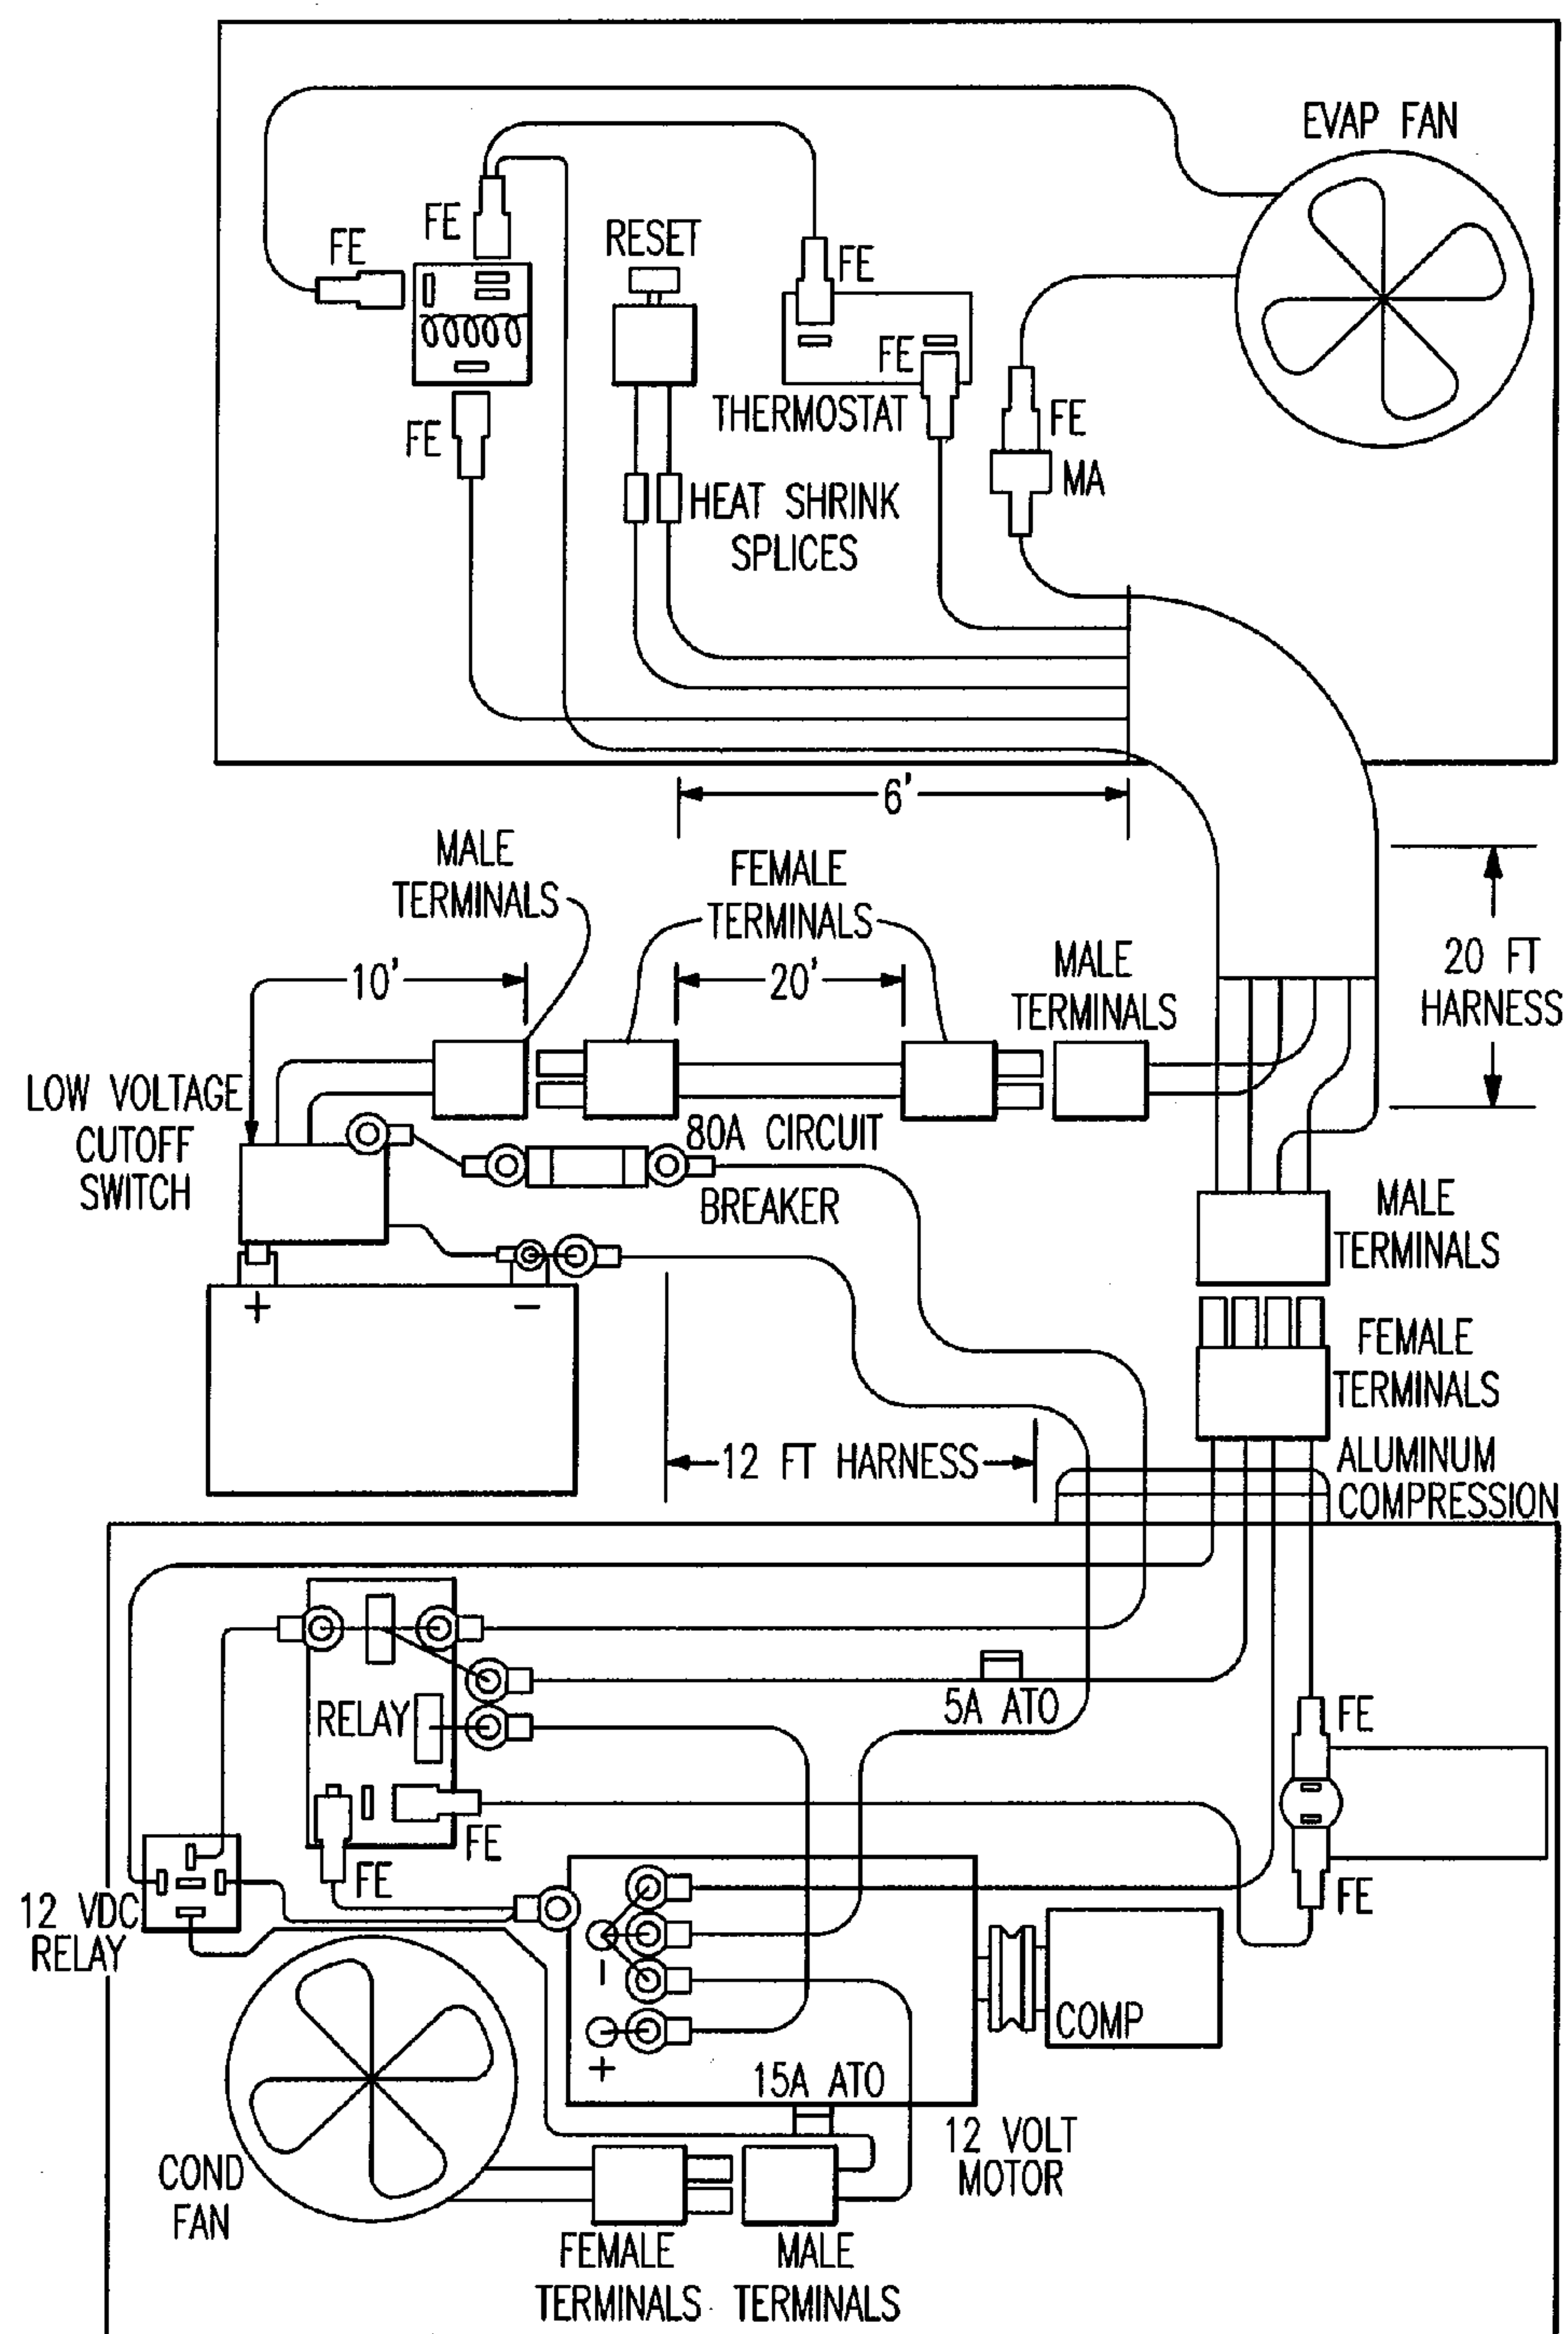 EVAP FAN
FE
FE
RESET
FE
FE
THERMOSTAT
FE
FE
MA
HEAT SHRINK
SPLICES
6'
MALE
TERMINALS
FEMALE
TERMINALS
10'
20'
MALE
TERMINALS
20 FT
HARNESS
LOW VOLTAGE
CUTOFF
SWITCH
80A CIRCUIT
BREAKER
MALE
TERMINALS
+
−
FEMALE
TERMINALS
12 FT HARNESS
ALUMINUM
COMPRESSION
RELAY
5A ATO
FE
FE
FE
FE
12 VDC
RELAY
−
+
COMP
15A ATO
12 VOLT
MOTOR
COND
FAN
FEMALE
TERMINALS
MALE
TERMINALS